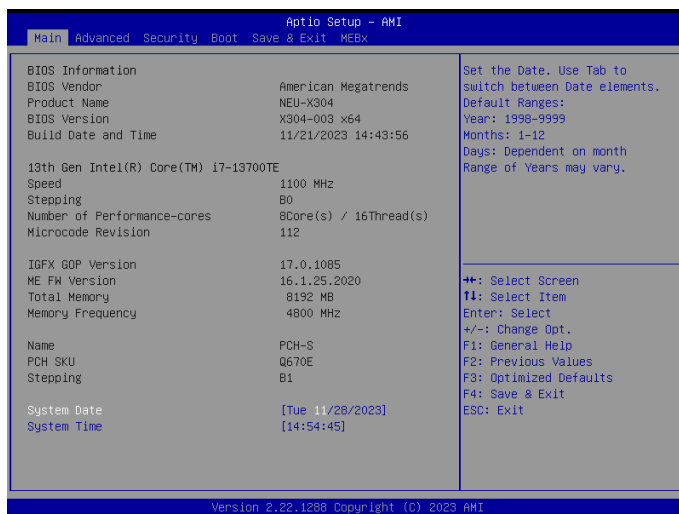 Aptio Setup – AMI
Main Advanced Security Boot Save & Exit MEBx
BIOS Information
BIOS Vendor American Megatrends
Product Name NEU-X304
BIOS Version X304-003 x64
Build Date and Time 11/21/2023 14:43:56
13th Gen Intel(R) Core(TM) i7-13700TE
Speed 1100 MHz
Stepping B0
Number of Performance-cores 8Core(s) / 16Thread(s)
Microcode Revision 112
IGFX GOP Version 17.0.1085
ME FW Version 16.1.25.2020
Total Memory 8192 MB
Memory Frequency 4800 MHz
Name PCH-S
PCH SKU Q670E
Stepping B1
System Date [Tue 11/28/2023]
System Time [14:54:45]
Set the Date. Use Tab to
switch between Date elements.
Default Ranges:
Year: 1998-9999
Months: 1-12
Days: Dependent on month
Range of Years may vary.
→←: Select Screen
↑↓: Select Item
Enter: Select
+/-: Change Opt.
F1: General Help
F2: Previous Values
F3: Optimized Defaults
F4: Save & Exit
ESC: Exit
Version 2.22.1288 Copyright (C) 2023 AMI